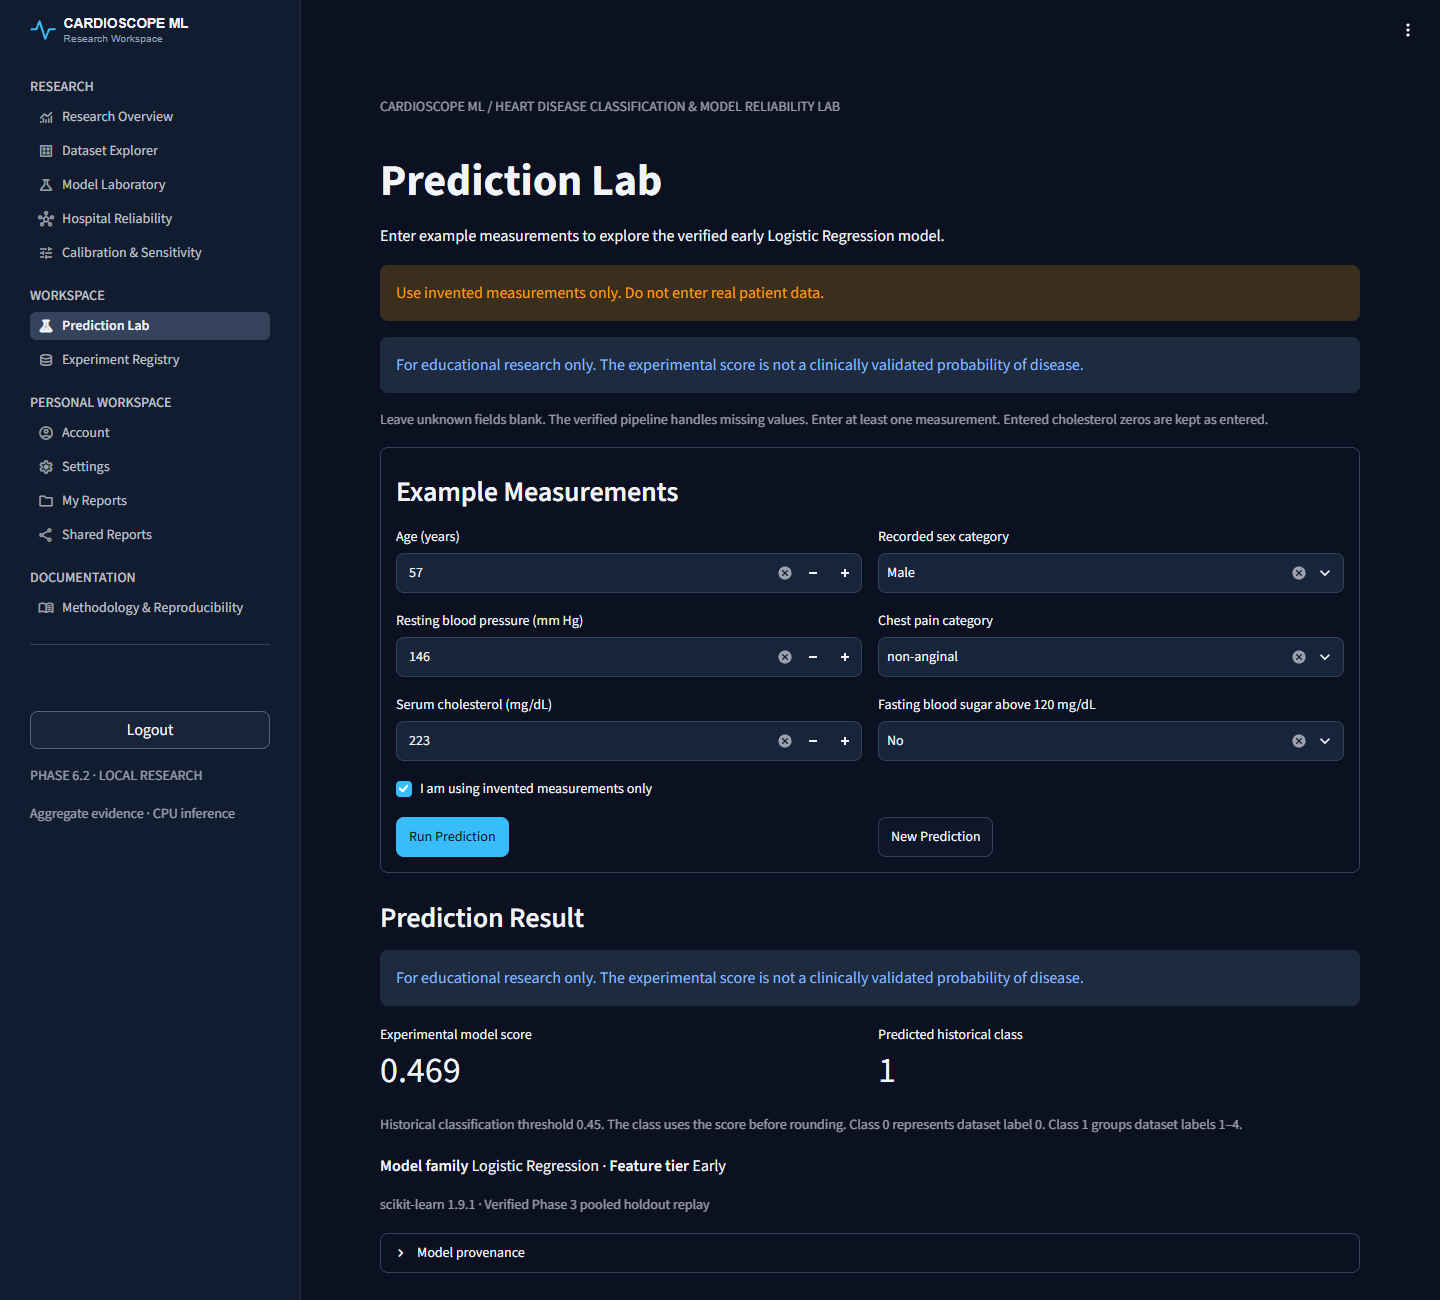 CARDIOSCOPE ML
Research Workspace
RESEARCH
Research Overview
Dataset Explorer
Model Laboratory
Hospital Reliability
Calibration & Sensitivity
WORKSPACE
Prediction Lab
Experiment Registry
PERSONAL WORKSPACE
Account
Settings
My Reports
Shared Reports
DOCUMENTATION
Methodology & Reproducibility
Logout
PHASE 6.2 · LOCAL RESEARCH
Aggregate evidence · CPU inference
CARDIOSCOPE ML / HEART DISEASE CLASSIFICATION & MODEL RELIABILITY LAB
Prediction Lab
Enter example measurements to explore the verified early Logistic Regression model.
Use invented measurements only. Do not enter real patient data.
For educational research only. The experimental score is not a clinically validated probability of disease.
Leave unknown fields blank. The verified pipeline handles missing values. Enter at least one measurement. Entered cholesterol zeros are kept as entered.
Example Measurements
Age (years)
57
Recorded sex category
Male
Resting blood pressure (mm Hg)
146
Chest pain category
non-anginal
Serum cholesterol (mg/dL)
223
Fasting blood sugar above 120 mg/dL
No
I am using invented measurements only
Run Prediction
New Prediction
Prediction Result
For educational research only. The experimental score is not a clinically validated probability of disease.
Experimental model score
0.469
Predicted historical class
1
Historical classification threshold 0.45. The class uses the score before rounding. Class 0 represents dataset label 0. Class 1 groups dataset labels 1–4.
Model family Logistic Regression · Feature tier Early
scikit-learn 1.9.1 · Verified Phase 3 pooled holdout replay
Model provenance